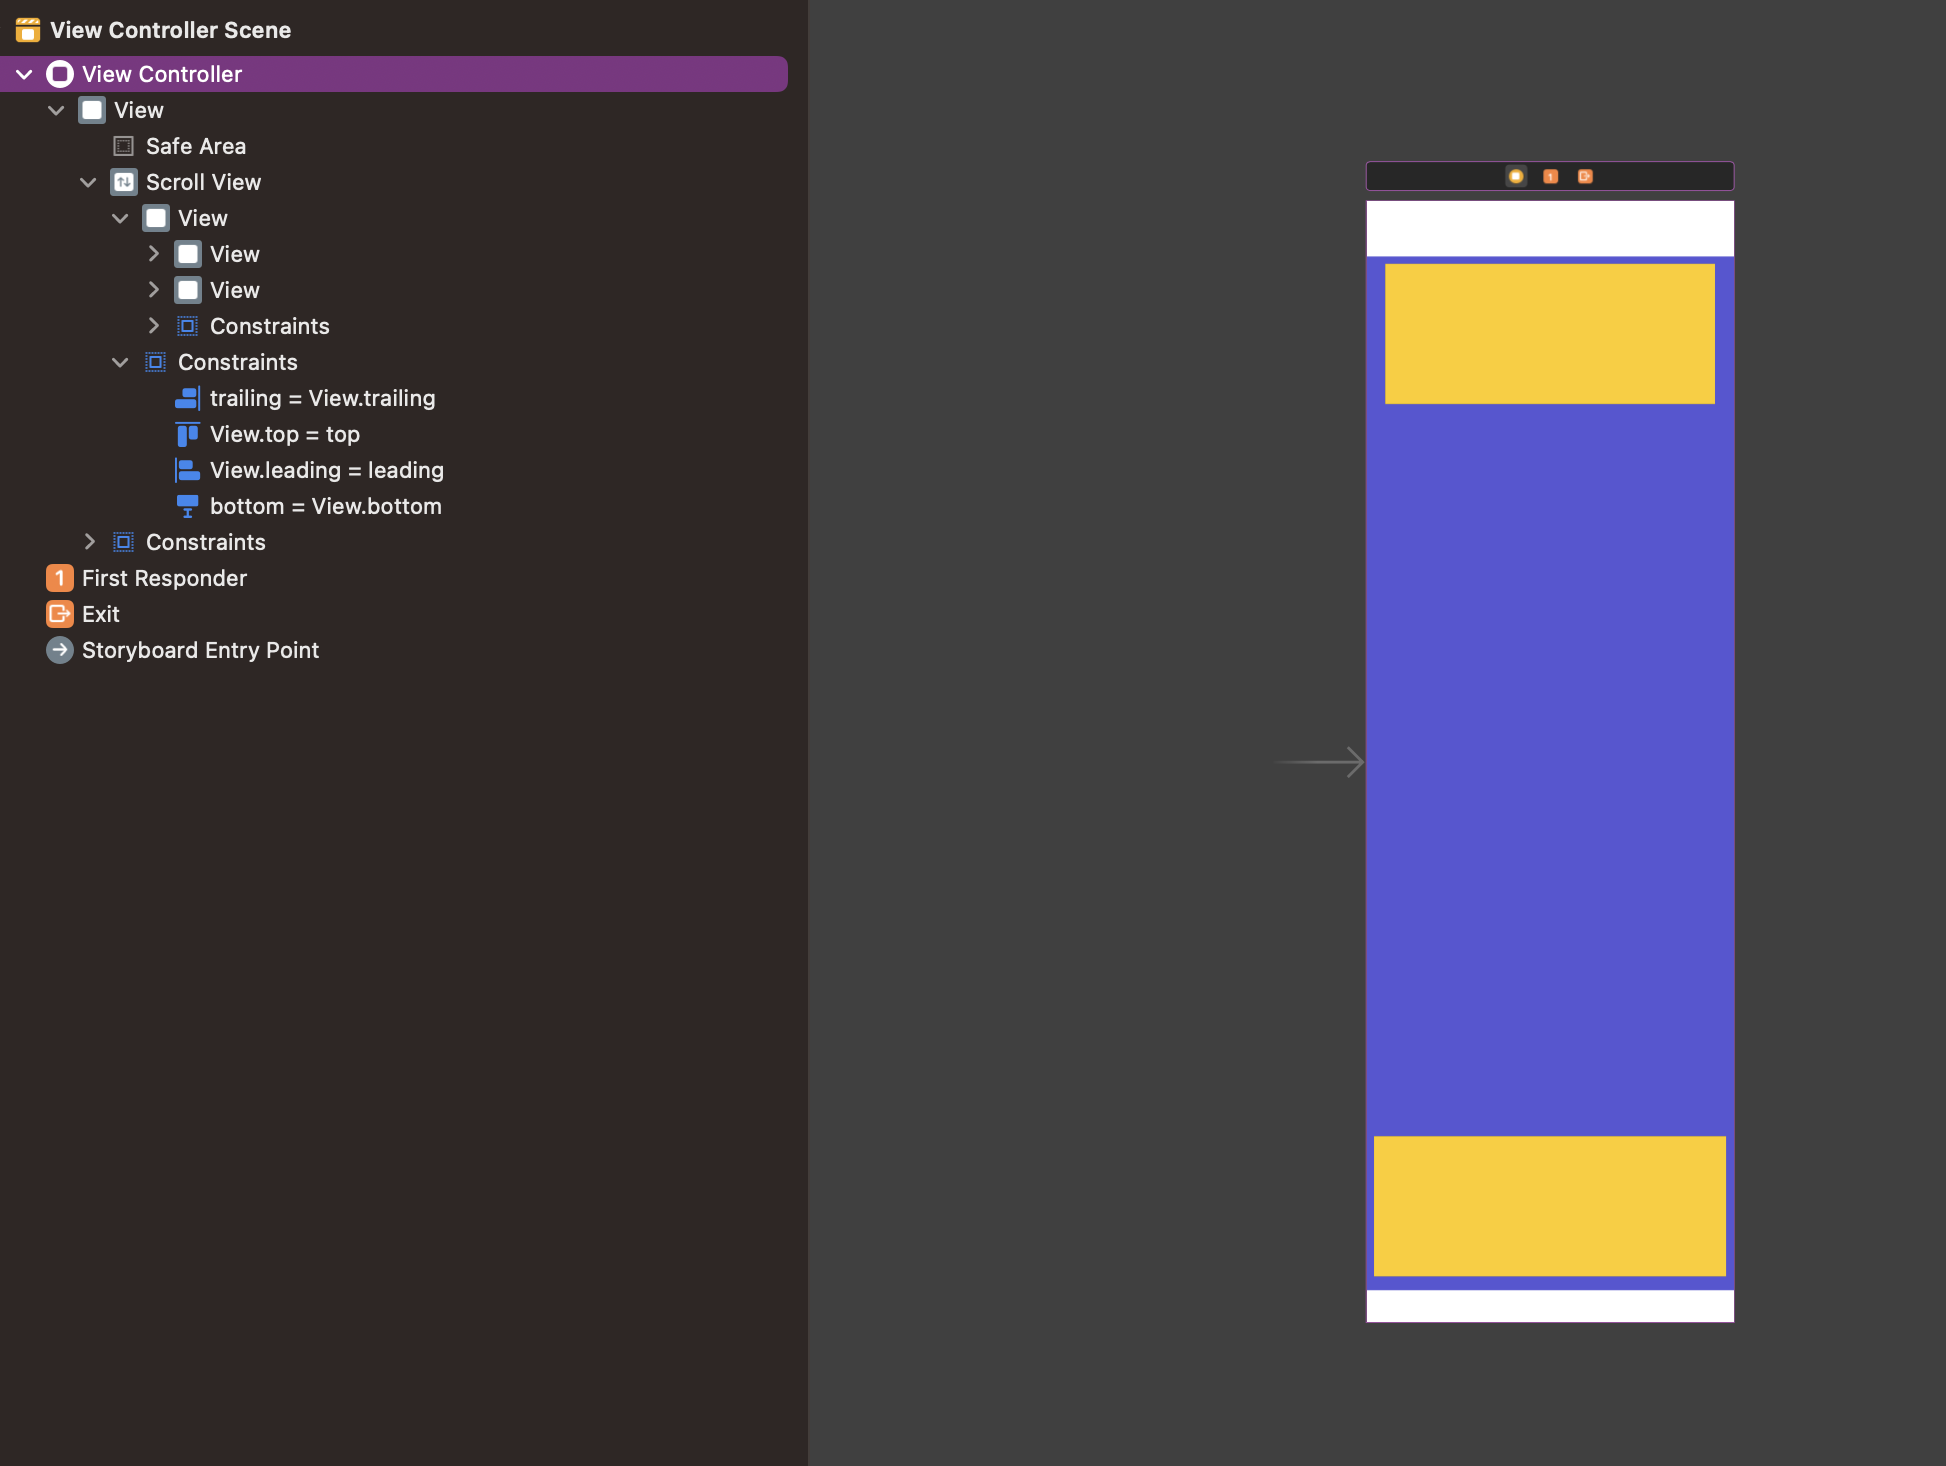 View Controller Scene
View Controller
View
Safe Area
Scroll View
View
View
View
Constraints
Constraints
trailing = View.trailing
View.top = top
View.leading = leading
bottom = View.bottom
Constraints
1 First Responder
Exit
Storyboard Entry Point
1